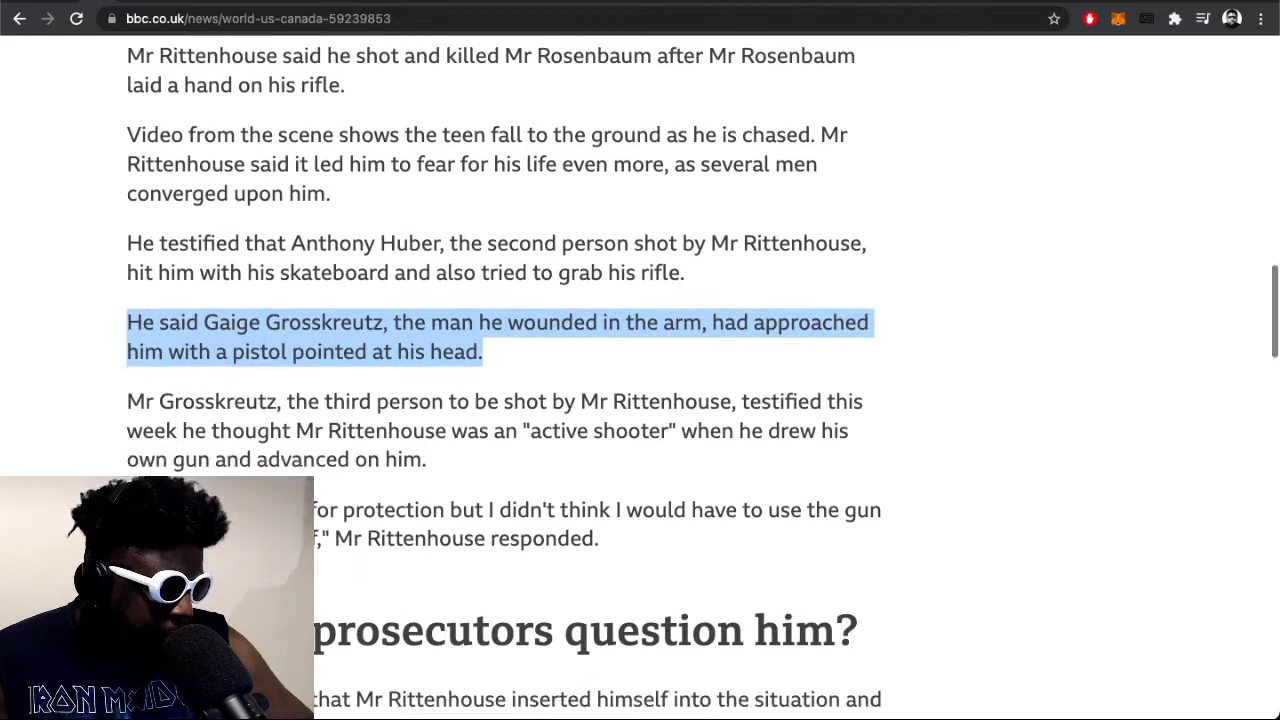 bbc.co.uk/news/world-us-canada-59239853
Mr Rittenhouse said he shot and killed Mr Rosenbaum after Mr Rosenbaum
laid a hand on his rifle.
Video from the scene shows the teen fall to the ground as he is chased. Mr
Rittenhouse said it led him to fear for his life even more, as several men
converged upon him.
He testified that Anthony Huber, the second person shot by Mr Rittenhouse,
hit him with his skateboard and also tried to grab his rifle.
He said Gaige Grosskreutz, the man he wounded in the arm, had approached
him with a pistol pointed at his head.
Mr Grosskreutz, the third person to be shot by Mr Rittenhouse, testified this
week he thought Mr Rittenhouse was an "active shooter" when he drew his
own gun and advanced on him.
for protection but I didn't think I would have to use the gun
," Mr Rittenhouse responded.
prosecutors question him?
that Mr Rittenhouse inserted himself into the situation and
IRON MAIDE